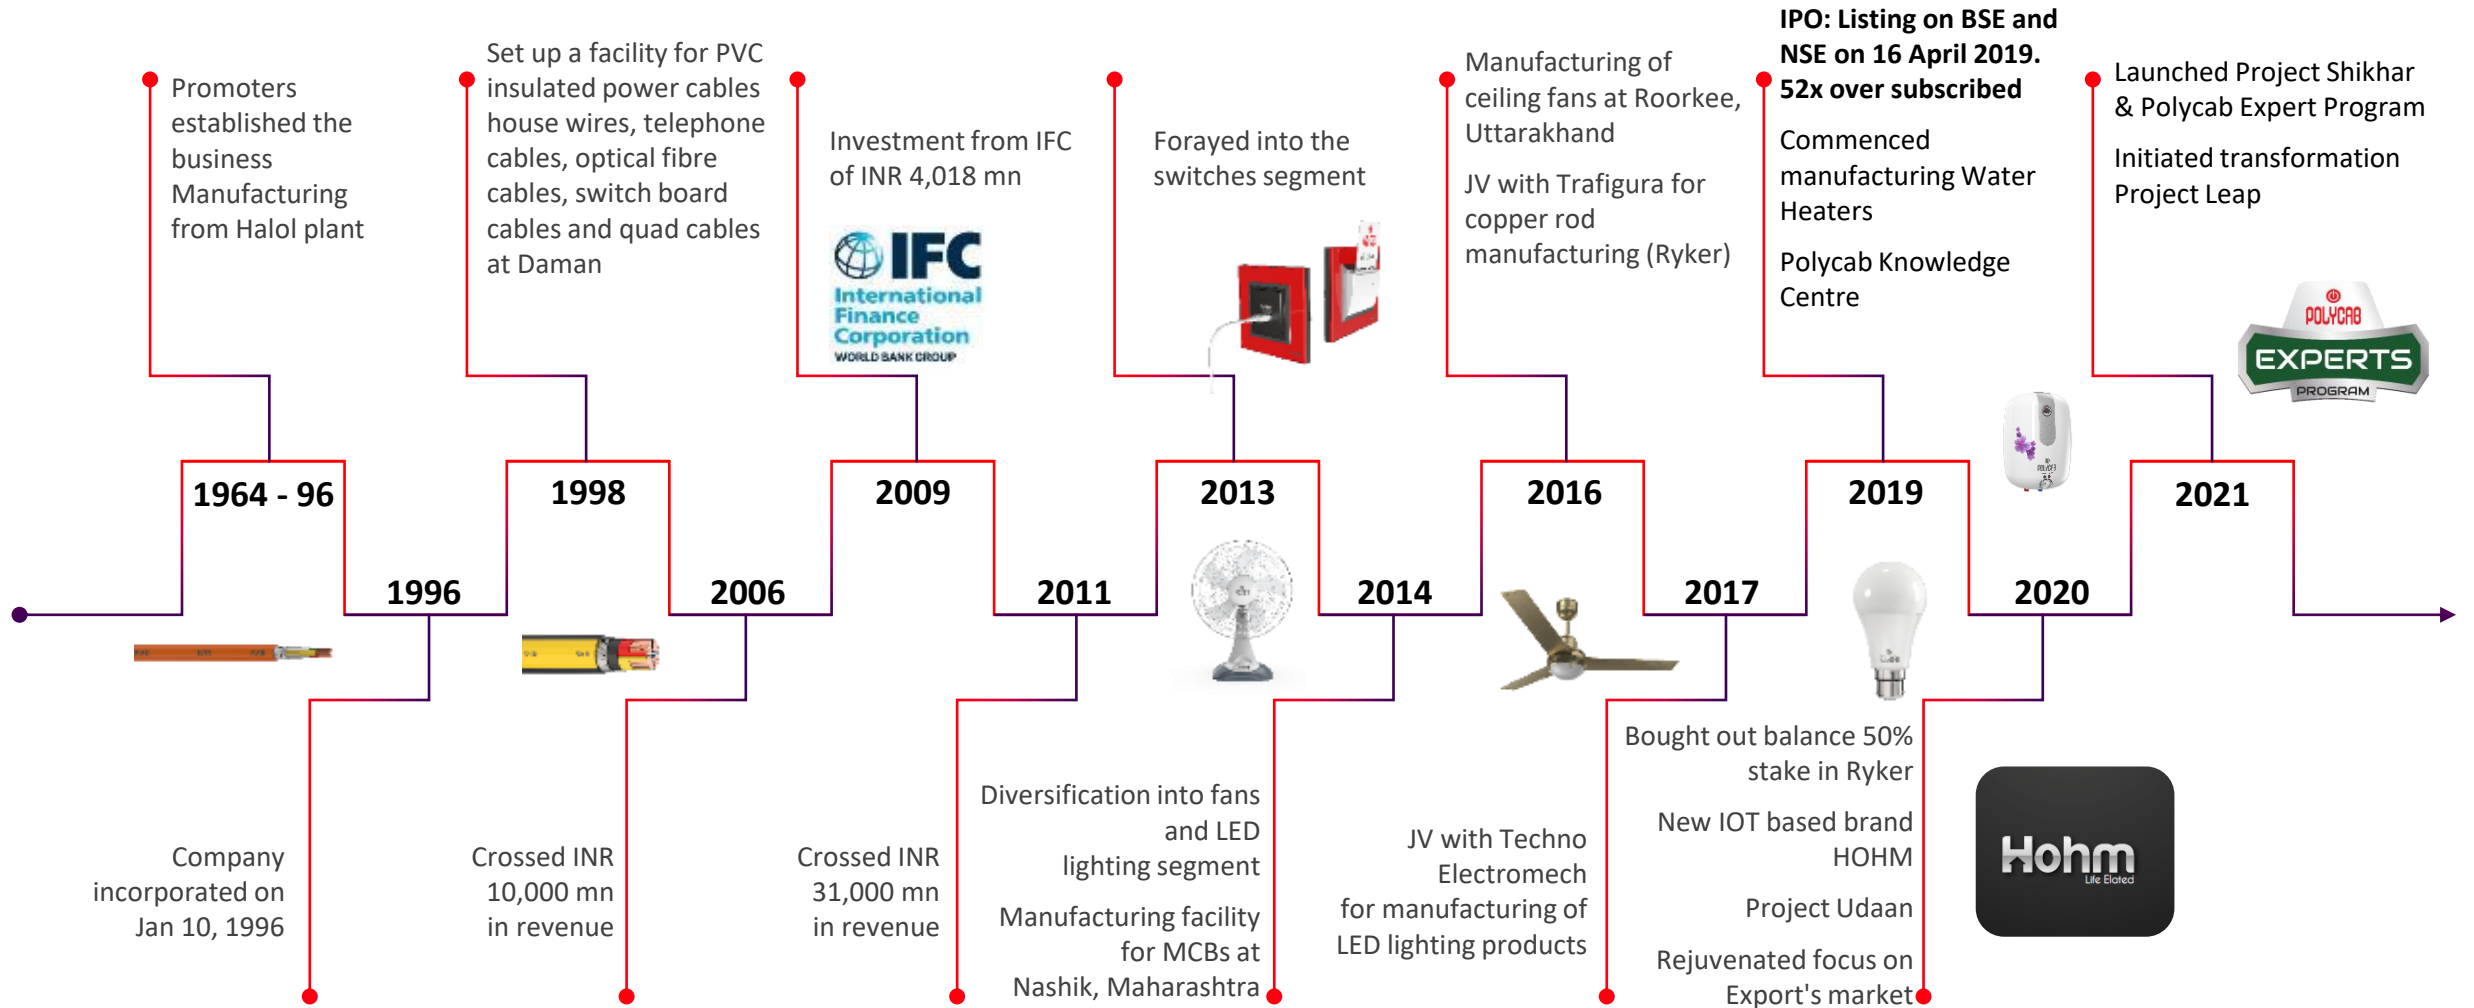 Promoters
established the
business
Manufacturing
from Halol plant
Set up a facility for PVC
insulated power cables
house wires, telephone
cables, optical fibre
cables, switch board
cables and quad cables
at Daman
Investment from IFC
of INR 4,018 mn
IFC
International
Finance
Corporation
WORLD BANK GROUP
Forayed into the
switches segment
Manufacturing of
ceiling fans at Roorkee,
Uttarakhand
JV with Trafigura for
copper rod
manufacturing (Ryker)
IPO: Listing on BSE and
NSE on 16 April 2019.
52x over subscribed
Commenced
manufacturing Water
Heaters
Polycab Knowledge
Centre
Launched Project Shikhar
& Polycab Expert Program
Initiated transformation
Project Leap
POLYCAB
EXPERTS
PROGRAM
1964 - 96
1998
2009
2013
2016
2019
2021
1996
2006
2011
2014
2017
2020
Company
incorporated on
Jan 10, 1996
Crossed INR
10,000 mn
in revenue
Crossed INR
31,000 mn
in revenue
Diversification into fans
and LED
lighting segment
Manufacturing facility
for MCBs at
Nashik, Maharashtra
JV with Techno
Electromech
for manufacturing of
LED lighting products
Bought out balance 50%
stake in Ryker
New IOT based brand
HOHM
Project Udaan
Rejuvenated focus on
Export's market
Hohm
Life Elated